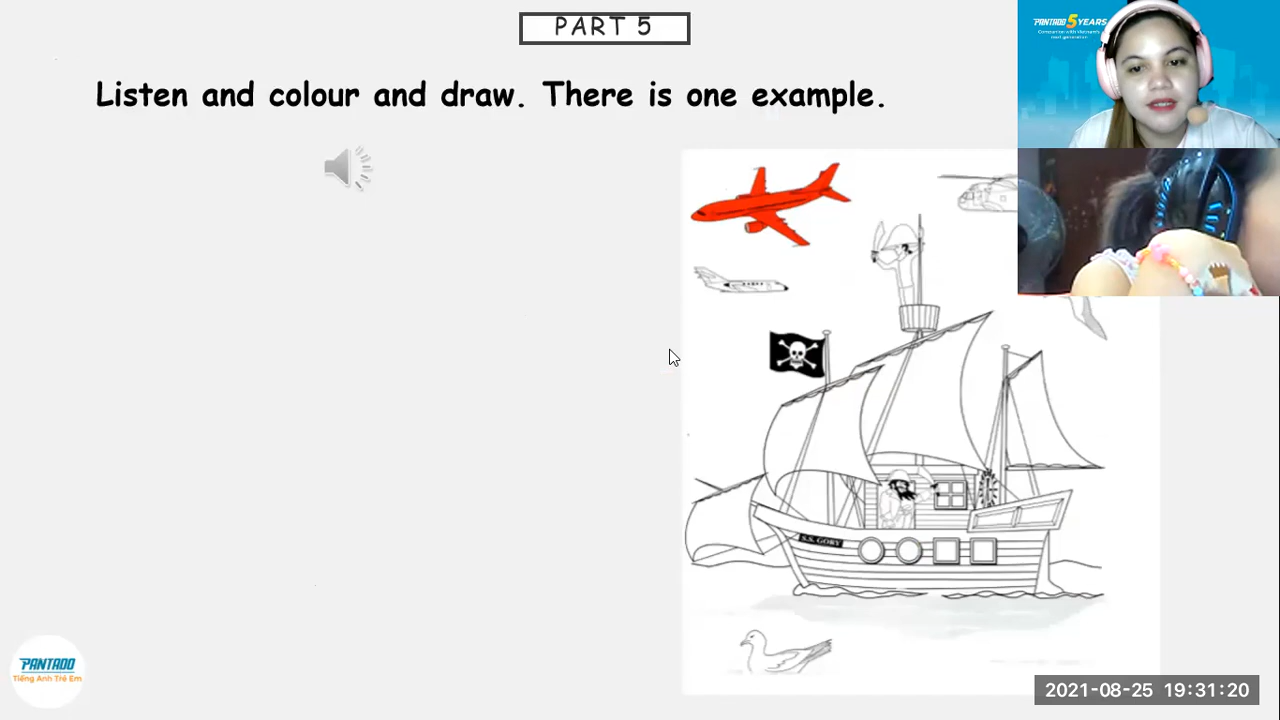 PART 5
PANTADO 5 YEARS
Listen and colour and draw. There is one example.
S.S. GORY
PANTADO
Tiếng Anh Trẻ Em
2021-08-25 19:31:20